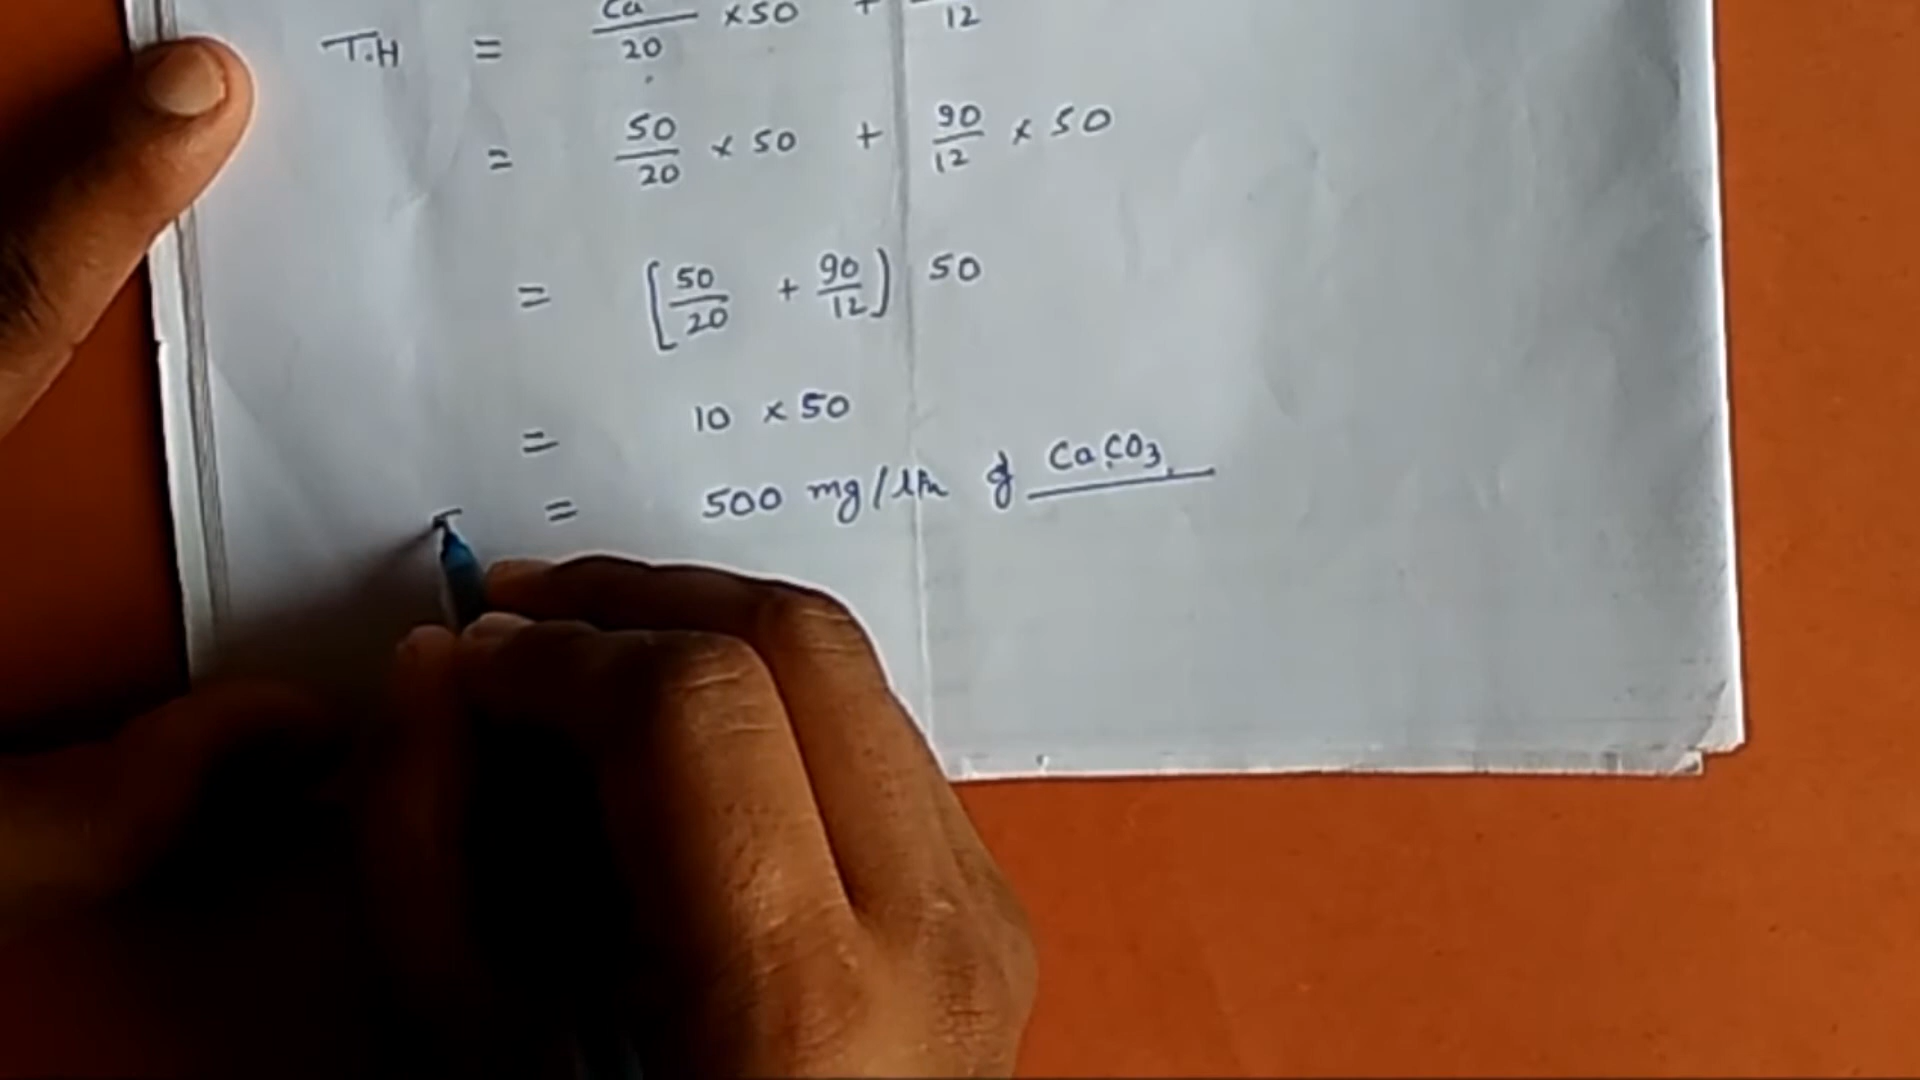 T.H = Ca/20 ×50 + /12
= 50/20 × 50 + 90/12 × 50
= [50/20 + 90/12] 50
= 10 × 50
T = 500 mg/ltr of CaCO3